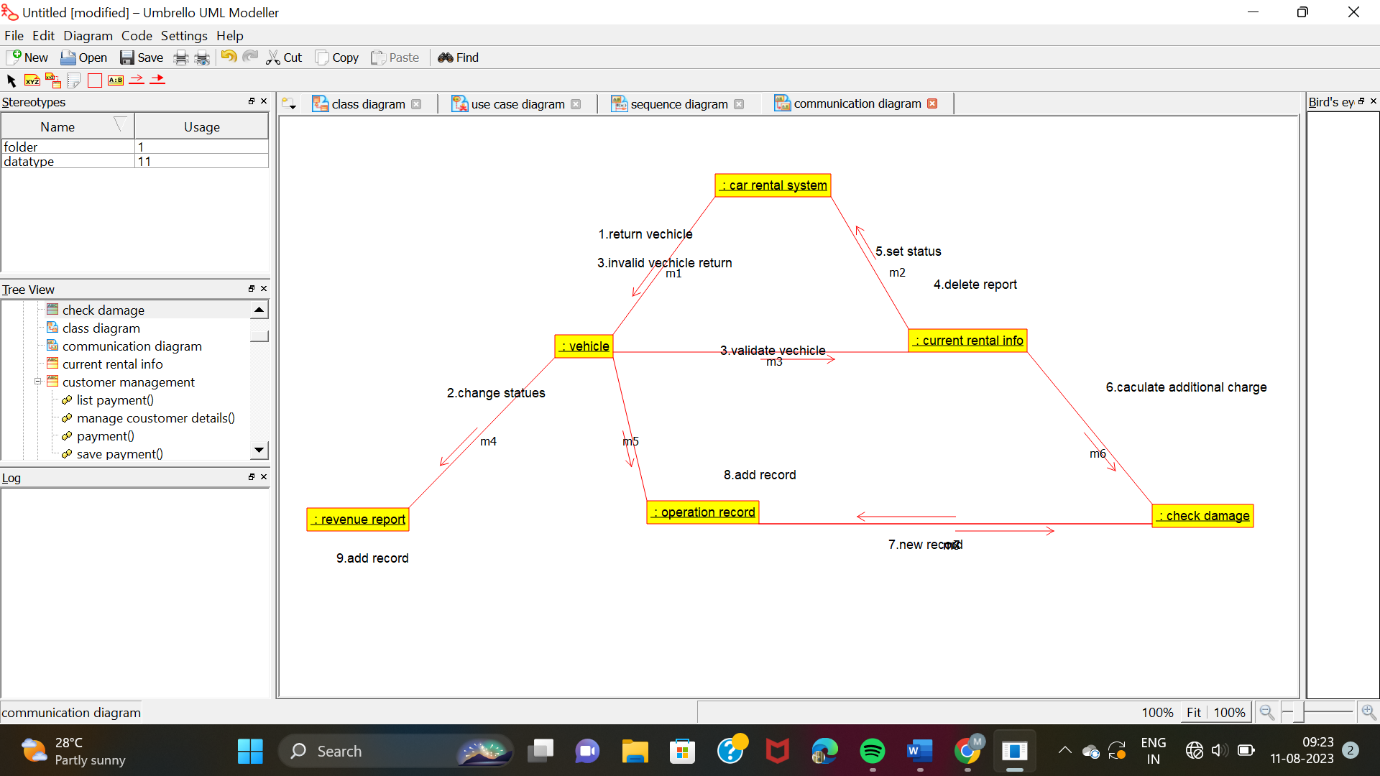 Untitled [modified] – Umbrello UML Modeller
File Edit Diagram Code Settings Help
New Open Save Cut Copy Paste Find
XYZ A:B
Stereotypes
Name Usage
folder 1
datatype 11
Tree View
check damage
class diagram
communication diagram
current rental info
customer management
list payment()
manage coustomer details()
payment()
save payment()
Log
class diagram use case diagram sequence diagram communication diagram
Bird's ey
: car rental system
1.return vechicle
3.invalid vechicle return
m1
5.set status
m2
4.delete report
: vehicle
: current rental info
3.validate vechicle
m3
2.change statues
6.caculate additional charge
m4
m5
m6
8.add record
: revenue report
: operation record
: check damage
7.new record
9.add record
communication diagram
100% Fit 100%
28°C
Partly sunny
Search
ENG
IN
09:23
11-08-2023
2